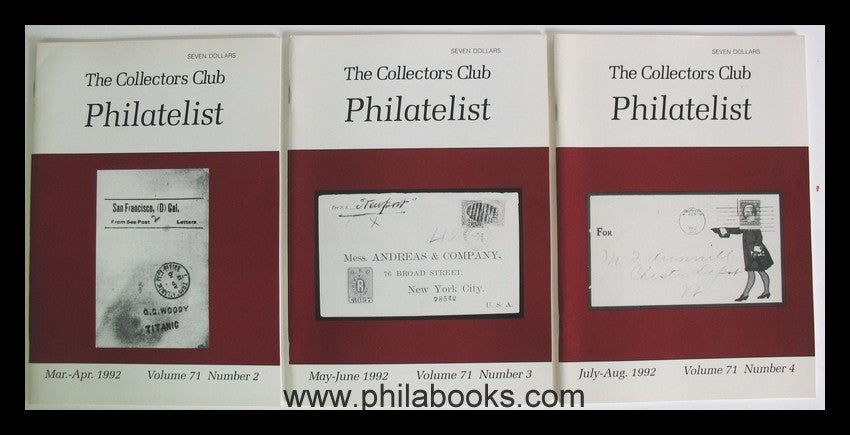 SEVEN DOLLARS
The Collectors Club
Philatelist
San Francisco, (D) Cal.
From Sea Post 2 Letters
O.S. WOODY
TITANIC
Mar.-Apr. 1992 Volume 71 Number 2
SEVEN DOLLARS
The Collectors Club
Philatelist
"Newport"
X
Mess. ANDREAS & COMPANY,
76 BROAD STREET,
New York City.
U. S. A.
R
May-June 1992 Volume 71 Number 3
SEVEN DOLLARS
The Collectors Club
Philatelist
FOR
July-Aug. 1992 Volume 71 Number 4
www.philabooks.com